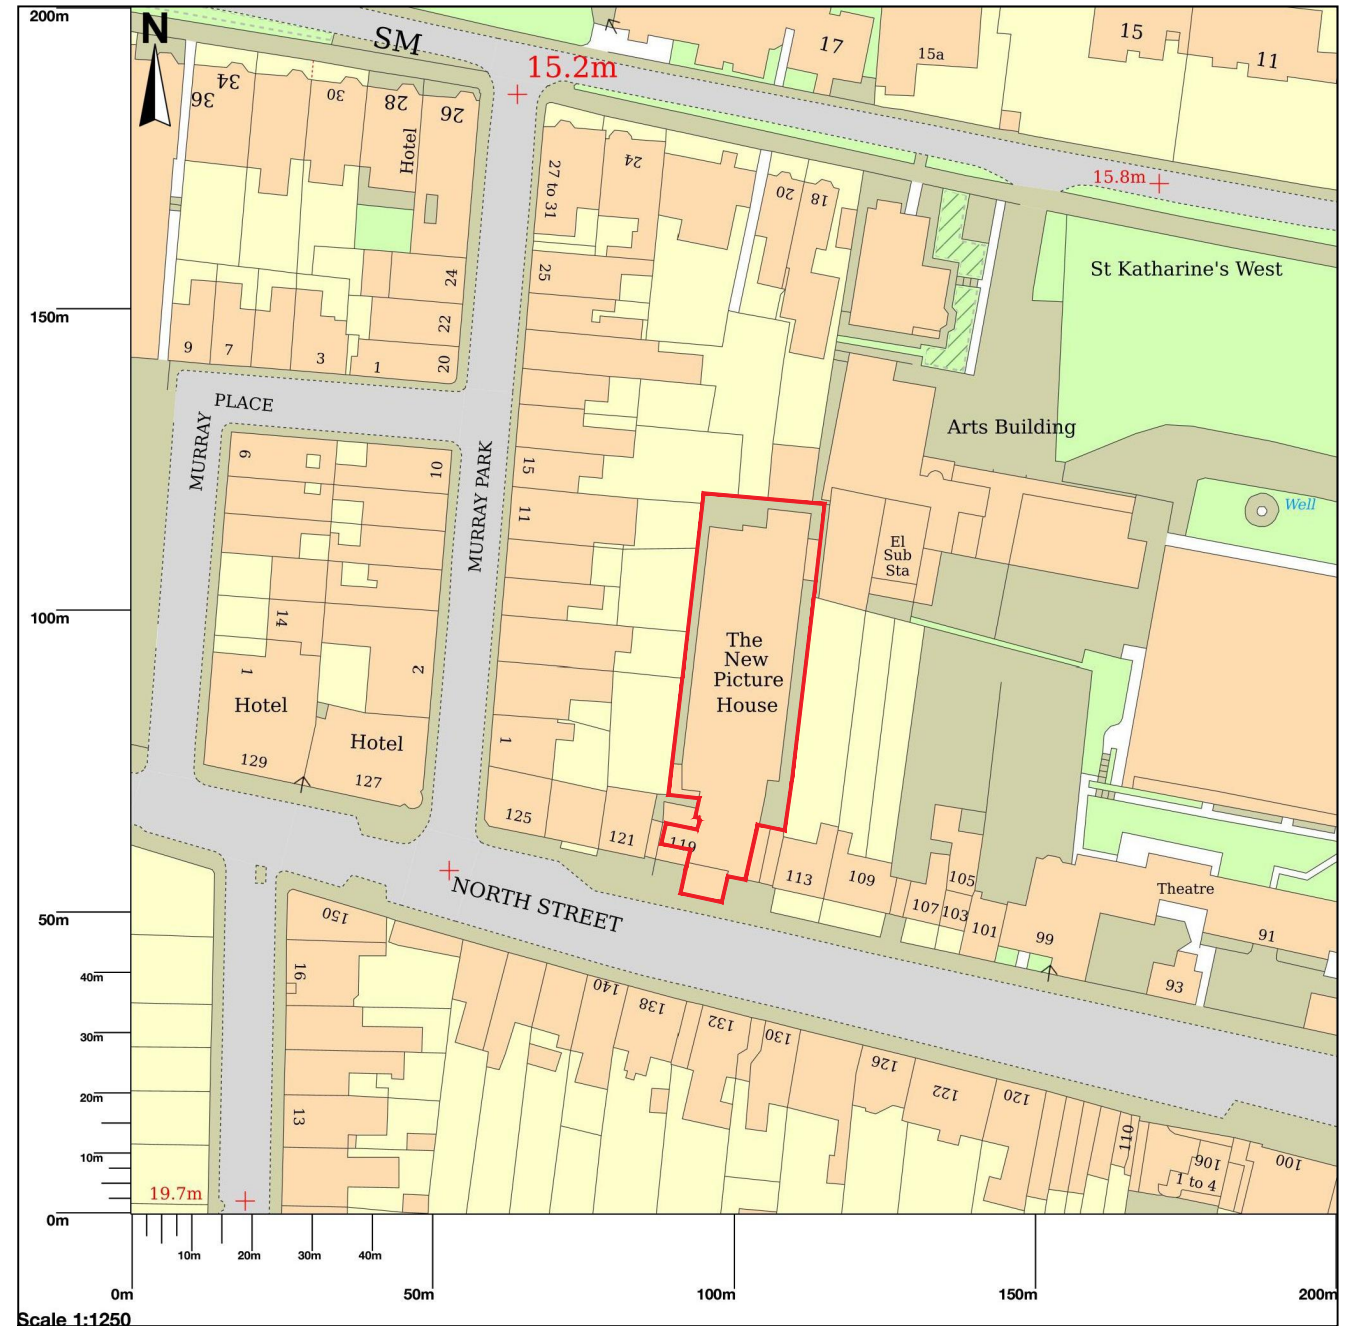 200m
N
SM
15.2m
17
15a
15
11
36
34
30
28
Hotel
26
27 to 31
24
20
18
15.8m
St Katharine's West
25
24
22
20
150m
9
7
3
1
PLACE
MURRAY
MURRAY PARK
Arts Building
9
10
15
11
Well
El
Sub
Sta
100m
14
The
New
Picture
House
1
Hotel
2
Hotel
129
127
1
125
121
119
113
109
105
107
103
101
99
Theatre
91
93
NORTH STREET
50m
150
16
40m
140
138
132
130
126
122
120
110
106
1 to 4
100
30m
20m
13
10m
19.7m
0m
10m
20m
30m
40m
0m
50m
100m
150m
200m
Scale 1:1250